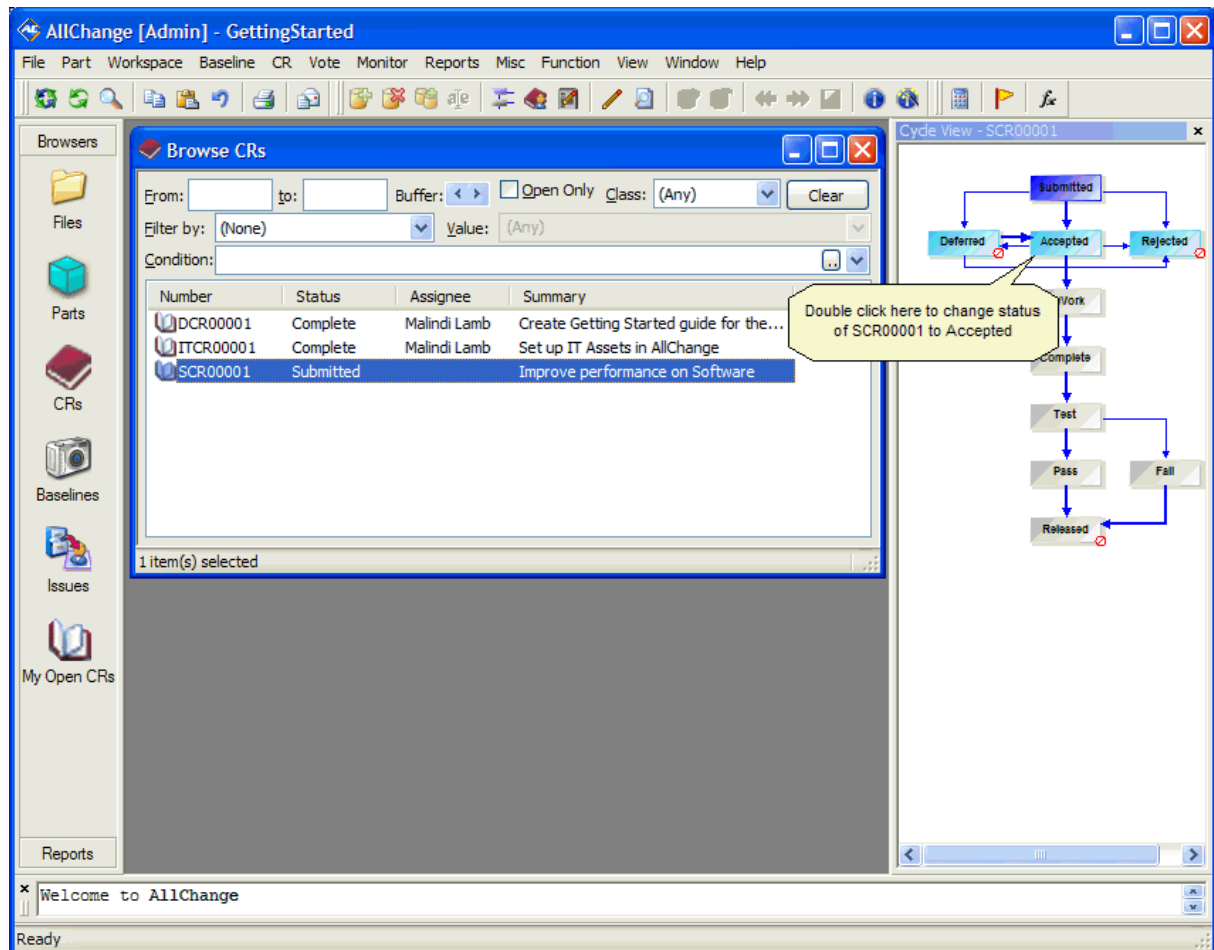 AllChange [Admin] - GettingStarted
File Part Workspace Baseline CR Vote Monitor Reports Misc Function View Window Help
Browsers
Files
Parts
CRs
Baselines
Issues
My Open CRs
Reports
Browse CRs
From: to: Buffer: Open Only Class: (Any) Clear
Filter by: (None) Value: (Any)
Condition:
Number Status Assignee Summary
DCR00001 Complete Malindi Lamb Create Getting Started guide for the...
ITCR00001 Complete Malindi Lamb Set up IT Assets in AllChange
SCR00001 Submitted Improve performance on Software
1 item(s) selected
Cycle View - SCR00001
Submitted
Deferred Accepted Rejected
Double click here to change status
of SCR00001 to Accepted
Work
Complete
Test
Pass Fail
Released
Welcome to AllChange
Ready